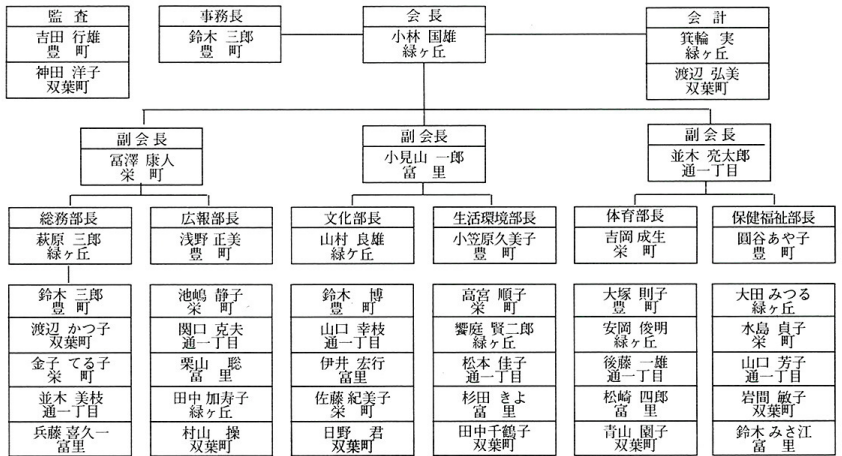 監 査
吉田 行雄
豊 町
神田 洋子
双葉町
事務長
鈴木 三郎
豊 町
会 長
小林 国雄
緑ヶ丘
会 計
箕輪 実
緑ヶ丘
渡辺 弘美
双葉町
副会長
冨澤 康人
栄 町
副会長
小見山 一郎
富 里
副会長
並木 亮太郎
通一丁目
総務部長
萩原 三郎
緑ヶ丘
広報部長
浅野 正美
豊 町
文化部長
山村 良雄
緑ケ丘
生活環境部長
小笠原久美子
豊 町
体育部長
吉岡 成生
栄 町
保健福祉部長
圓谷あや子
豊 町
鈴木 三郎
豊 町
渡辺 かつ子
双葉町
金子 てる子
栄 町
並木 美枝
通一丁目
兵藤 喜久一
富里
池嶋 静子
栄 町
関口 克夫
通一丁目
栗山 聡
富 里
田中 加寿子
緑ヶ丘
村山 操
双葉町
鈴木 博
豊 町
山口 幸枝
通一丁目
伊井 宏行
富里
佐藤 紀美子
栄 町
日野 君
双葉町
高宮 順子
栄 町
饗庭 賢二郎
緑ヶ丘
松本 佳子
通一丁目
杉田 きよ
富 里
田中千鶴子
双葉町
大塚 則子
豊 町
安岡 俊明
緑ヶ丘
後藤 一雄
通一丁目
松崎 四郎
富 里
青山 園子
双葉町
大田 みつる
緑ヶ丘
水島 貞子
栄 町
山口 芳子
通一丁目
岩間 敏子
双葉町
鈴木 みさ江
富 里